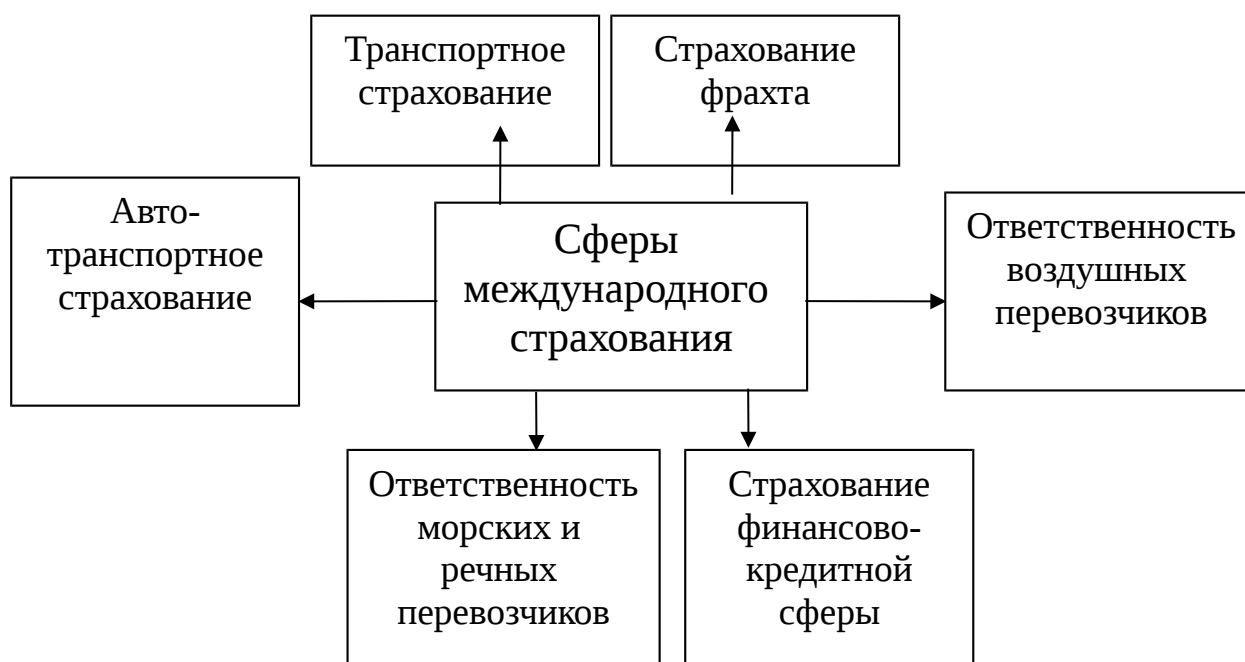 Транспортное
страхование
Страхование
фрахта
Авто-
транспортное
страхование
Сферы
международного
страхования
Ответственность
воздушных
перевозчиков
Ответственность
морских и
речных
перевозчиков
Страхование
финансово-
кредитной
сферы